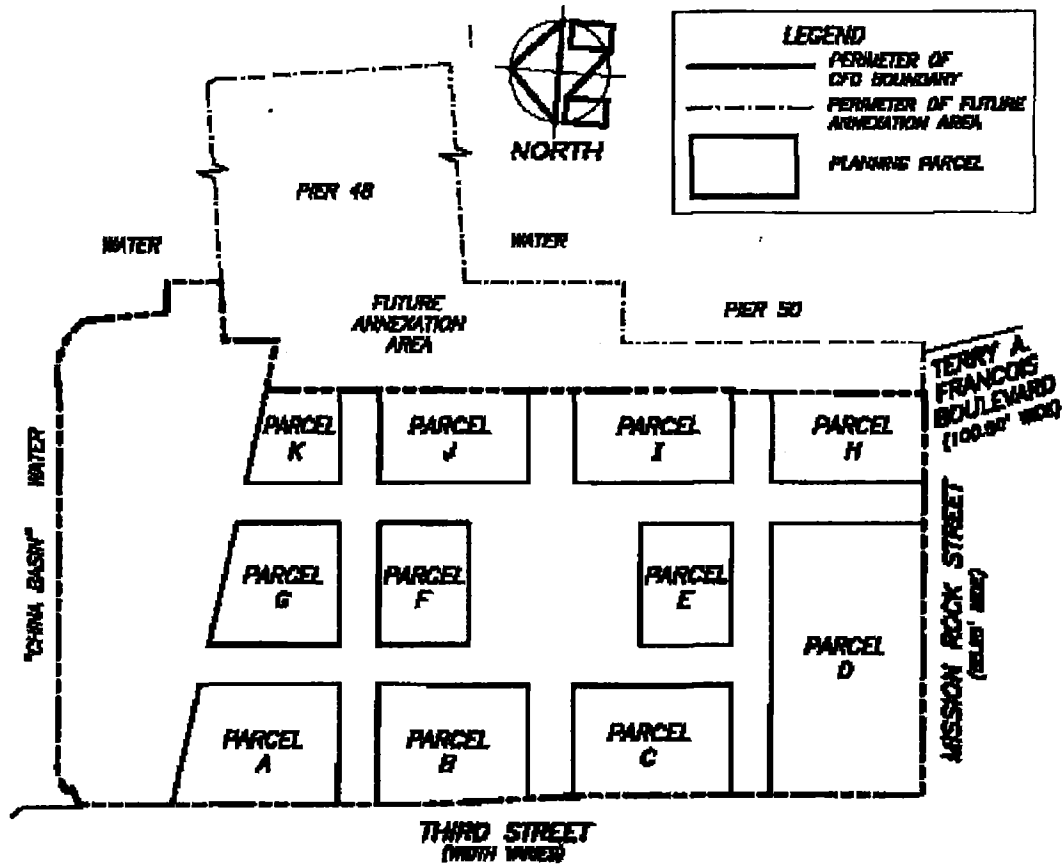 LEGEND
PERIMETER OF
CFD BOUNDARY
PERIMETER OF FUTURE
ANNEXATION AREA
PLANNING PARCEL
NORTH
PIER 48
WATER
WATER
FUTURE
ANNEXATION
AREA
PIER 50
TERRY A.
FRANCOIS
BOULEVARD
WIDE)
PARCEL
K
PARCEL
J
PARCEL
I
PARCEL
H
"CHINA BASIN" WATER
PARCEL
G
PARCEL
F
PARCEL
E
PARCEL
D
MISSION ROCK STREET
WIDE)
PARCEL
A
PARCEL
B
PARCEL
C
THIRD STREET
(WIDTH VARIES)